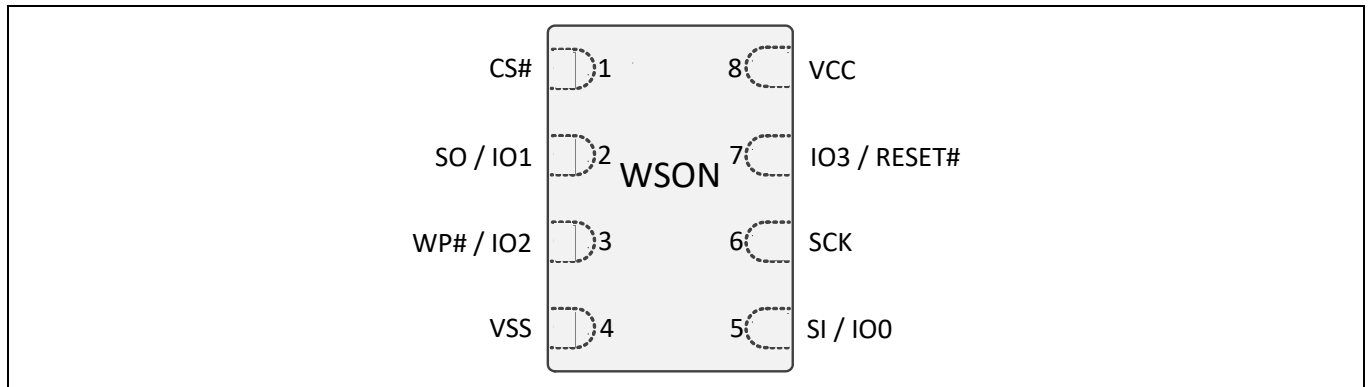 CS# 1 8 VCC
SO / IO1 2 7 IO3 / RESET#
WSON
WP# / IO2 3 6 SCK
VSS 4 5 SI / IO0